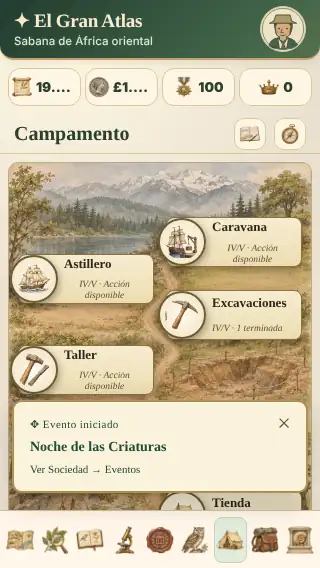 ✦ El Gran Atlas
Sabana de África oriental
19.…
£1.…
100
0
Campamento
Caravana
IV/V · Acción
disponible
Astillero
IV/V · Acción
disponible
Excavaciones
IV/V · 1 terminada
Taller
IV/V · Acción
disponible
✥ Evento iniciado
Noche de las Criaturas
Ver Sociedad → Eventos
Tienda